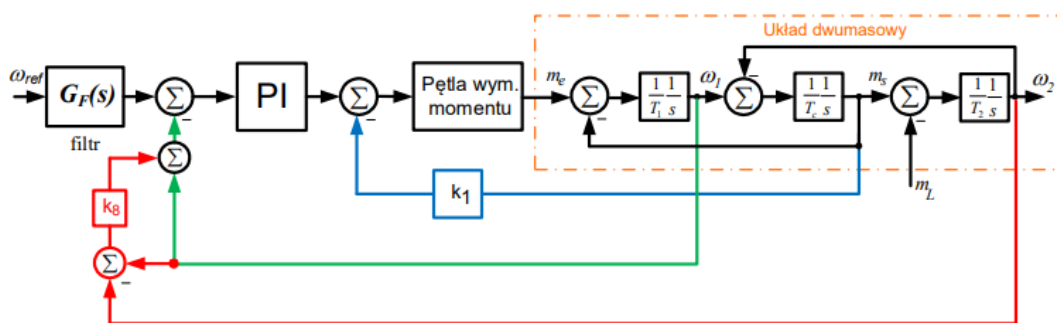 Układ dwumasowy
ω_ref
G_F(s)
filtr
Σ
PI
Σ
Pętla wym.
momentu
m_e
Σ
1/T_1 1/s
ω_1
Σ
1/T_c 1/s
m_s
Σ
1/T_2 1/s
ω_2
Σ
k_8
k_1
m_L
Σ